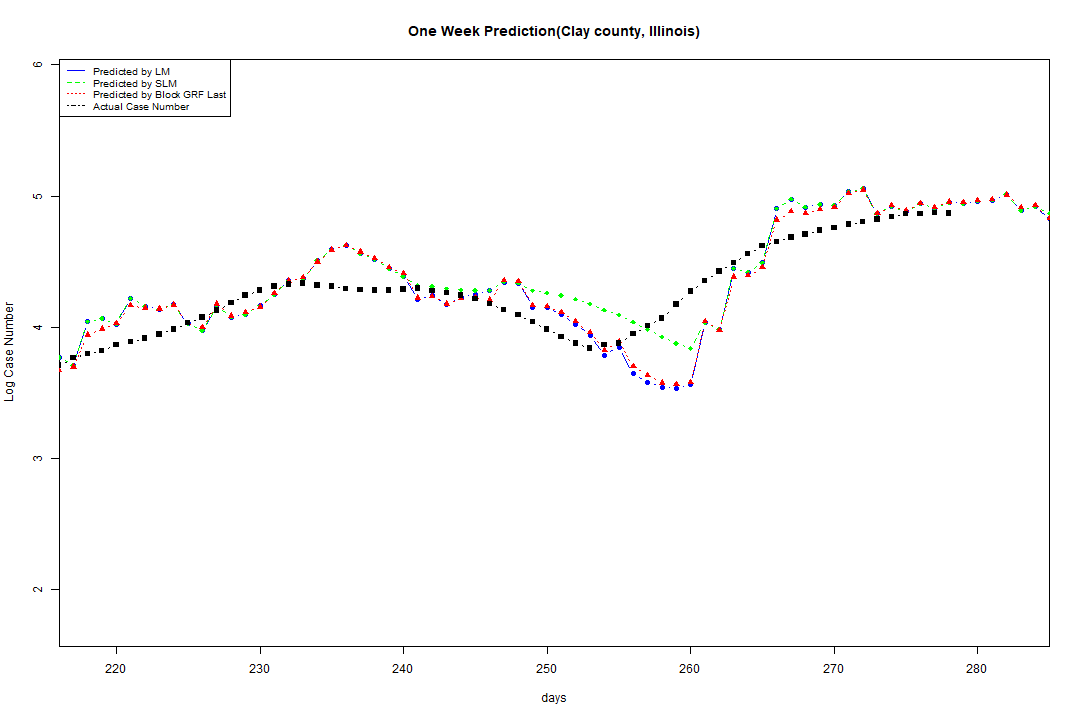 One Week Prediction(Clay county, Illinois)
Predicted by LM
Predicted by SLM
Predicted by Block GRF Last
Actual Case Number
6
5
4
3
2
Log Case Number
220 230 240 250 260 270 280
days